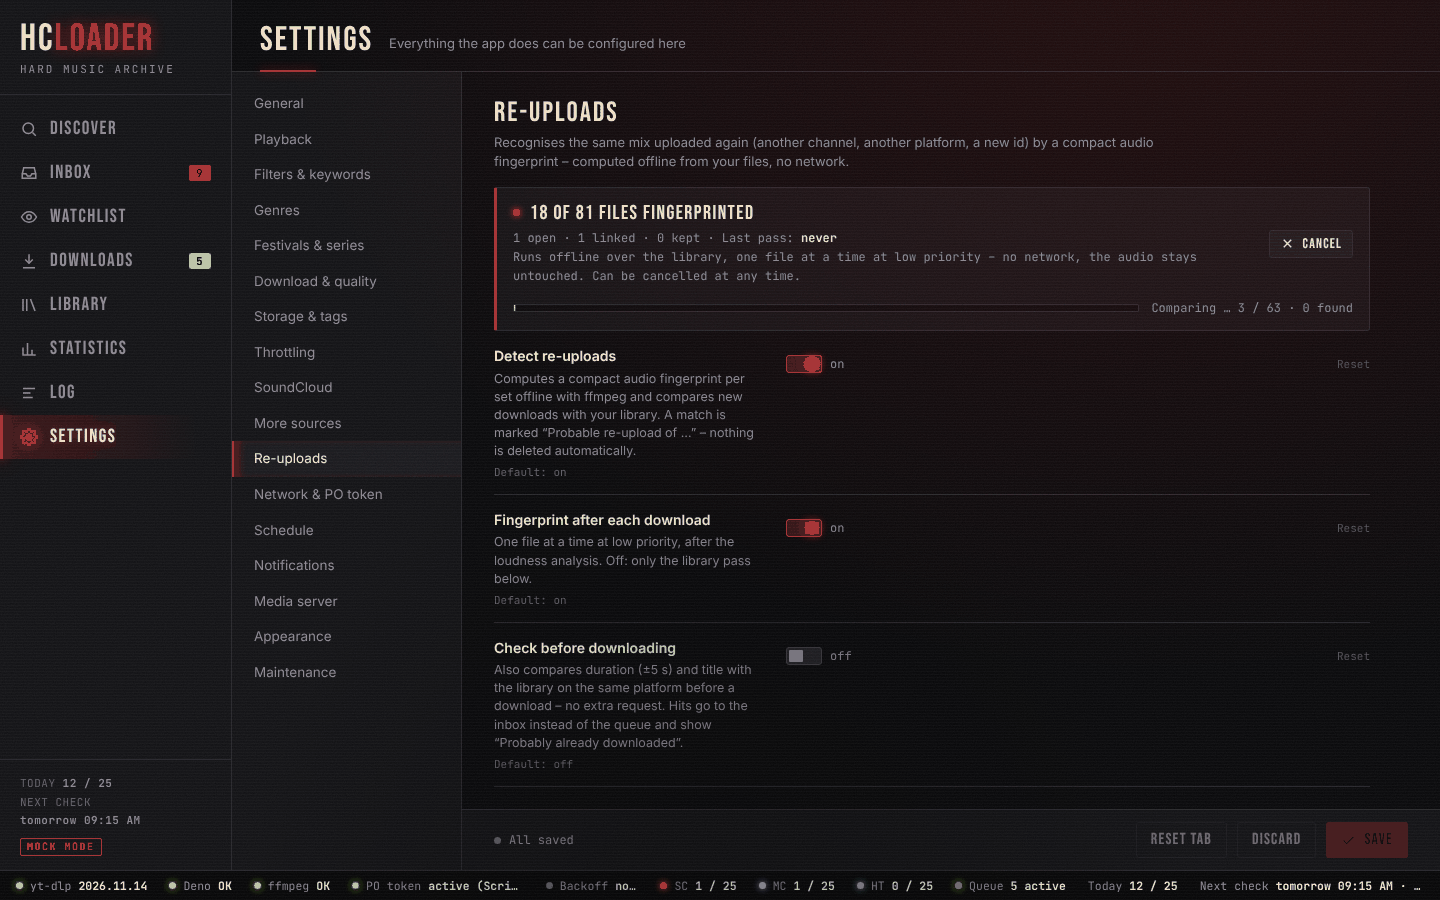 HCLOADER
HARD MUSIC ARCHIVE
DISCOVER
INBOX 9
WATCHLIST
DOWNLOADS 5
LIBRARY
STATISTICS
LOG
SETTINGS
TODAY 12 / 25
NEXT CHECK
tomorrow 09:15 AM
MOCK MODE
SETTINGS Everything the app does can be configured here
General
Playback
Filters & keywords
Genres
Festivals & series
Download & quality
Storage & tags
Throttling
SoundCloud
More sources
Re-uploads
Network & PO token
Schedule
Notifications
Media server
Appearance
Maintenance
RE-UPLOADS
Recognises the same mix uploaded again (another channel, another platform, a new id) by a compact audio
fingerprint – computed offline from your files, no network.
18 OF 81 FILES FINGERPRINTED
1 open · 1 linked · 0 kept · Last pass: never
Runs offline over the library, one file at a time at low priority – no network, the audio stays
untouched. Can be cancelled at any time.
CANCEL
Comparing … 3 / 63 · 0 found
Detect re-uploads
on
Reset
Computes a compact audio fingerprint per
set offline with ffmpeg and compares new
downloads with your library. A match is
marked “Probable re-upload of …” – nothing
is deleted automatically.
Default: on
Fingerprint after each download
on
Reset
One file at a time at low priority, after the
loudness analysis. Off: only the library pass
below.
Default: on
Check before downloading
off
Reset
Also compares duration (±5 s) and title with
the library on the same platform before a
download – no extra request. Hits go to the
inbox instead of the queue and show
“Probably already downloaded”.
Default: off
All saved
RESET TAB
DISCARD
SAVE
yt-dlp 2026.11.14 Deno OK ffmpeg OK PO token active (Scri… Backoff no… SC 1 / 25 MC 1 / 25 HT 0 / 25 Queue 5 active Today 12 / 25 Next check tomorrow 09:15 AM · …